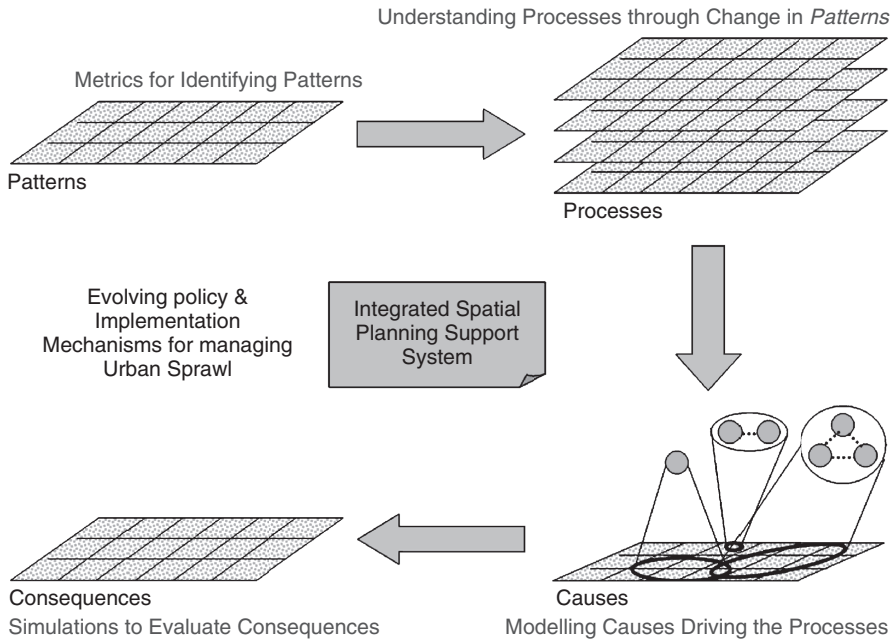 Understanding Processes through Change in Patterns
Metrics for Identifying Patterns
Patterns
Processes
Evolving policy &
Implementation
Mechanisms for managing
Urban Sprawl
Integrated Spatial
Planning Support
System
Consequences
Simulations to Evaluate Consequences
Causes
Modelling Causes Driving the Processes